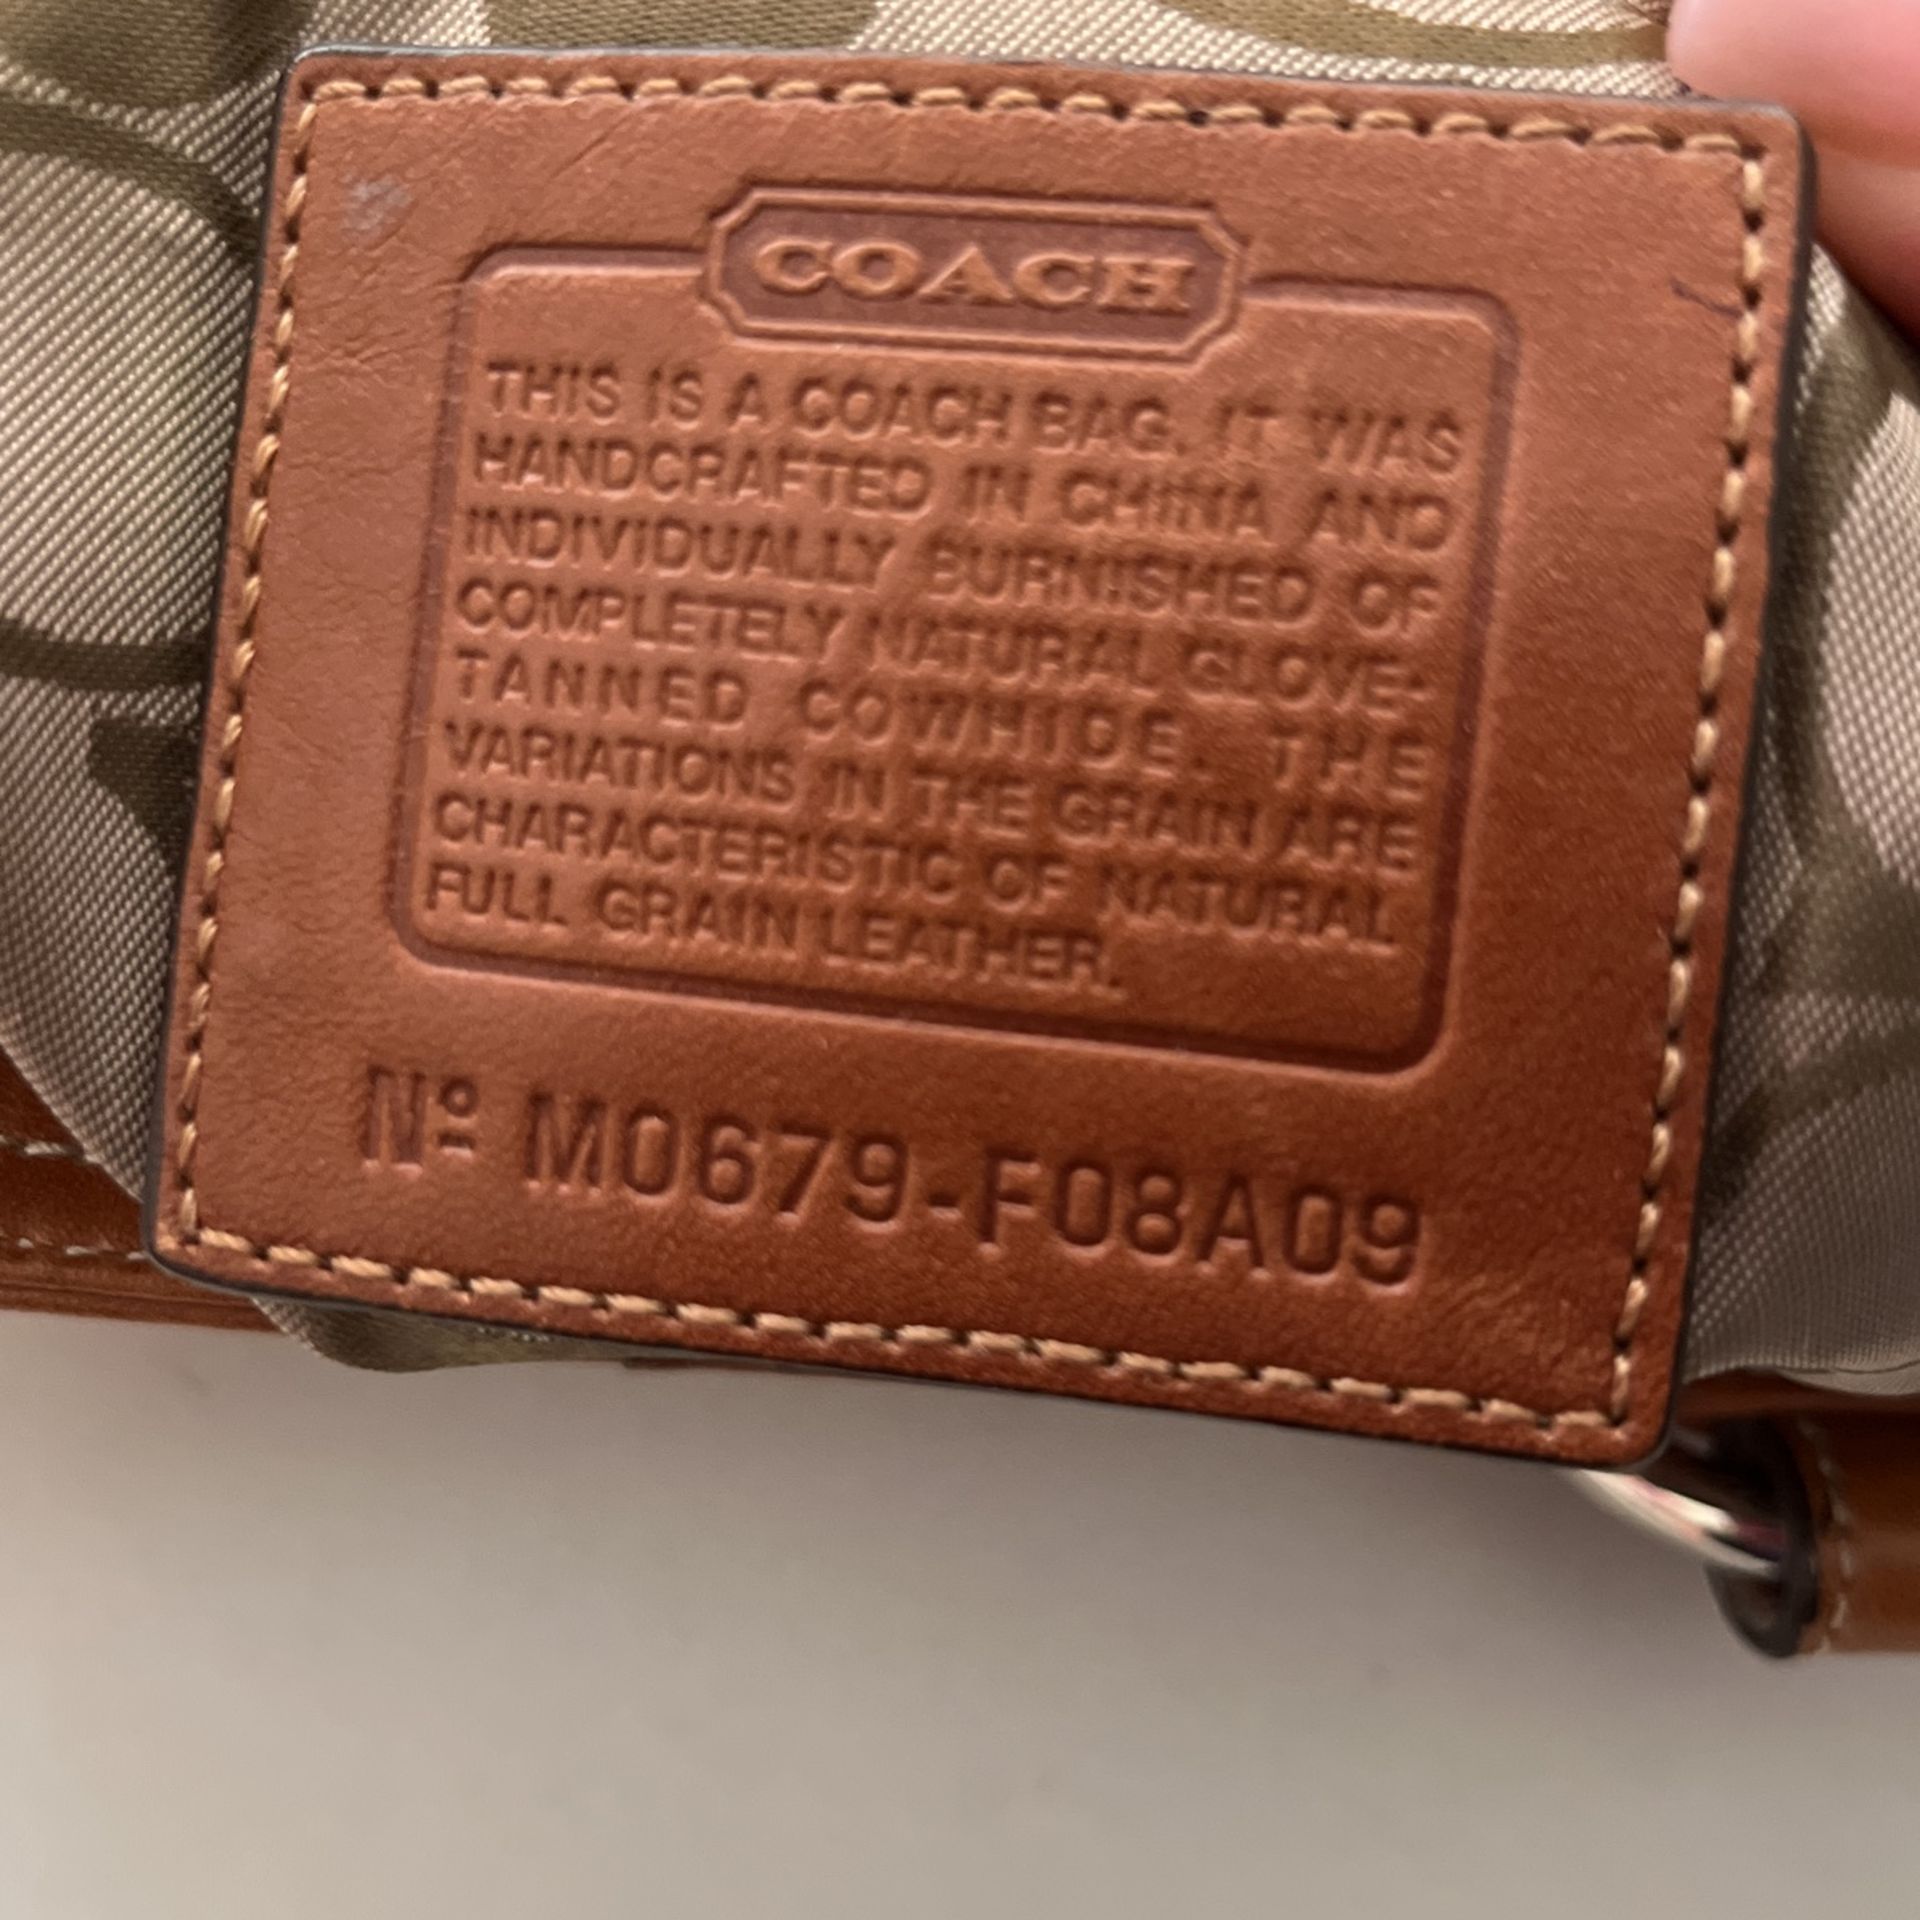 COACH
THIS IS A COACH BAG. IT WAS
HANDCRAFTED IN CHINA AND
INDIVIDUALLY BURNISHED OF
COMPLETELY NATURAL GLOVE-
TANNED COWHIDE. THE
VARIATIONS IN THE GRAIN ARE
CHARACTERISTIC OF NATURAL
FULL GRAIN LEATHER.
Nº M0679-F08A09